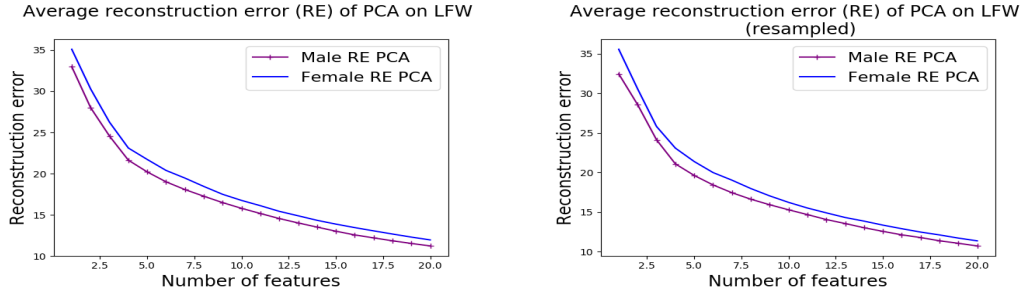 Average reconstruction error (RE) of PCA on LFW
35
30
25
20
15
10
Reconstruction error
Male RE PCA
Female RE PCA
2.5 5.0 7.5 10.0 12.5 15.0 17.5 20.0
Number of features
Average reconstruction error (RE) of PCA on LFW
(resampled)
35
30
25
20
15
10
Reconstruction error
Male RE PCA
Female RE PCA
2.5 5.0 7.5 10.0 12.5 15.0 17.5 20.0
Number of features